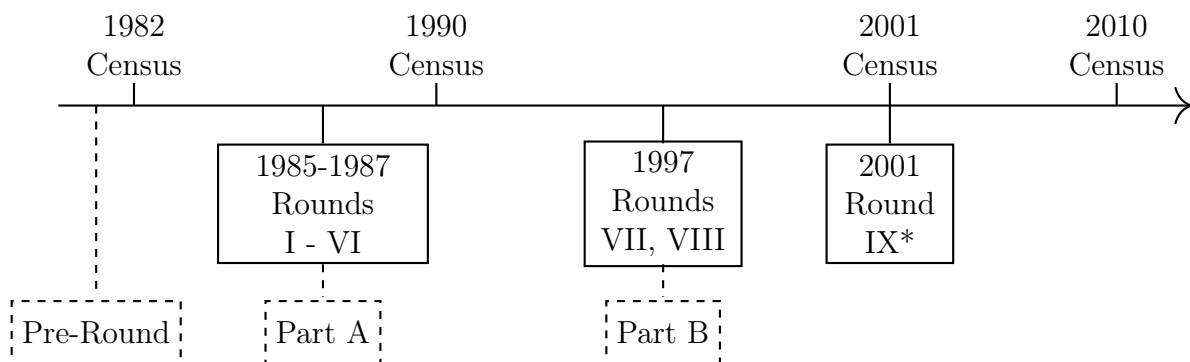 1982
Census
1990
Census
2001
Census
2010
Census
1985-1987
Rounds
I - VI
1997
Rounds
VII, VIII
2001
Round
IX*
Pre-Round
Part A
Part B